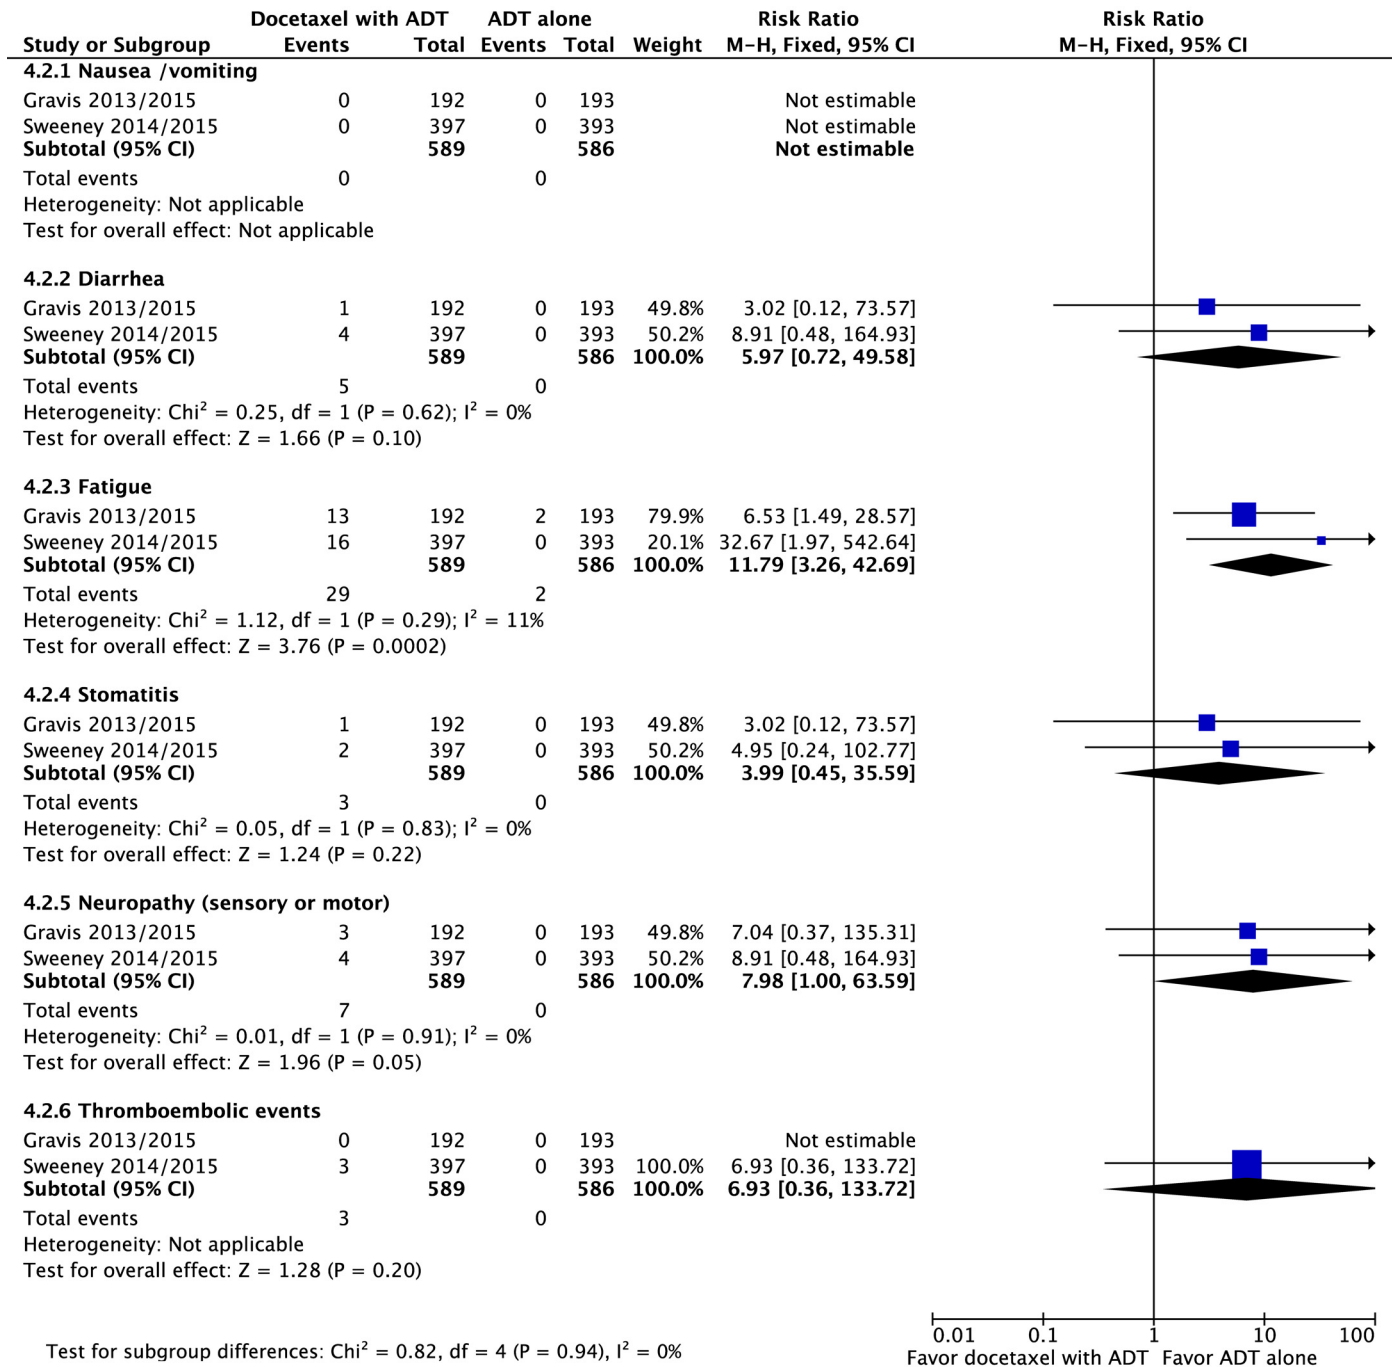 Docetaxel with ADT ADT alone Risk Ratio Risk Ratio
Study or Subgroup Events Total Events Total Weight M-H, Fixed, 95% CI M-H, Fixed, 95% CI
4.2.1 Nausea /vomiting
Gravis 2013/2015 0 192 0 193 Not estimable
Sweeney 2014/2015 0 397 0 393 Not estimable
Subtotal (95% CI) 589 586 Not estimable
Total events 0 0
Heterogeneity: Not applicable
Test for overall effect: Not applicable
4.2.2 Diarrhea
Gravis 2013/2015 1 192 0 193 49.8% 3.02 [0.12, 73.57]
Sweeney 2014/2015 4 397 0 393 50.2% 8.91 [0.48, 164.93]
Subtotal (95% CI) 589 586 100.0% 5.97 [0.72, 49.58]
Total events 5 0
Heterogeneity: Chi² = 0.25, df = 1 (P = 0.62); I² = 0%
Test for overall effect: Z = 1.66 (P = 0.10)
4.2.3 Fatigue
Gravis 2013/2015 13 192 2 193 79.9% 6.53 [1.49, 28.57]
Sweeney 2014/2015 16 397 0 393 20.1% 32.67 [1.97, 542.64]
Subtotal (95% CI) 589 586 100.0% 11.79 [3.26, 42.69]
Total events 29 2
Heterogeneity: Chi² = 1.12, df = 1 (P = 0.29); I² = 11%
Test for overall effect: Z = 3.76 (P = 0.0002)
4.2.4 Stomatitis
Gravis 2013/2015 1 192 0 193 49.8% 3.02 [0.12, 73.57]
Sweeney 2014/2015 2 397 0 393 50.2% 4.95 [0.24, 102.77]
Subtotal (95% CI) 589 586 100.0% 3.99 [0.45, 35.59]
Total events 3 0
Heterogeneity: Chi² = 0.05, df = 1 (P = 0.83); I² = 0%
Test for overall effect: Z = 1.24 (P = 0.22)
4.2.5 Neuropathy (sensory or motor)
Gravis 2013/2015 3 192 0 193 49.8% 7.04 [0.37, 135.31]
Sweeney 2014/2015 4 397 0 393 50.2% 8.91 [0.48, 164.93]
Subtotal (95% CI) 589 586 100.0% 7.98 [1.00, 63.59]
Total events 7 0
Heterogeneity: Chi² = 0.01, df = 1 (P = 0.91); I² = 0%
Test for overall effect: Z = 1.96 (P = 0.05)
4.2.6 Thromboembolic events
Gravis 2013/2015 0 192 0 193 Not estimable
Sweeney 2014/2015 3 397 0 393 100.0% 6.93 [0.36, 133.72]
Subtotal (95% CI) 589 586 100.0% 6.93 [0.36, 133.72]
Total events 3 0
Heterogeneity: Not applicable
Test for overall effect: Z = 1.28 (P = 0.20)
0.01 0.1 1 10 100
Test for subgroup differences: Chi² = 0.82, df = 4 (P = 0.94), I² = 0%
Favor docetaxel with ADT Favor ADT alone